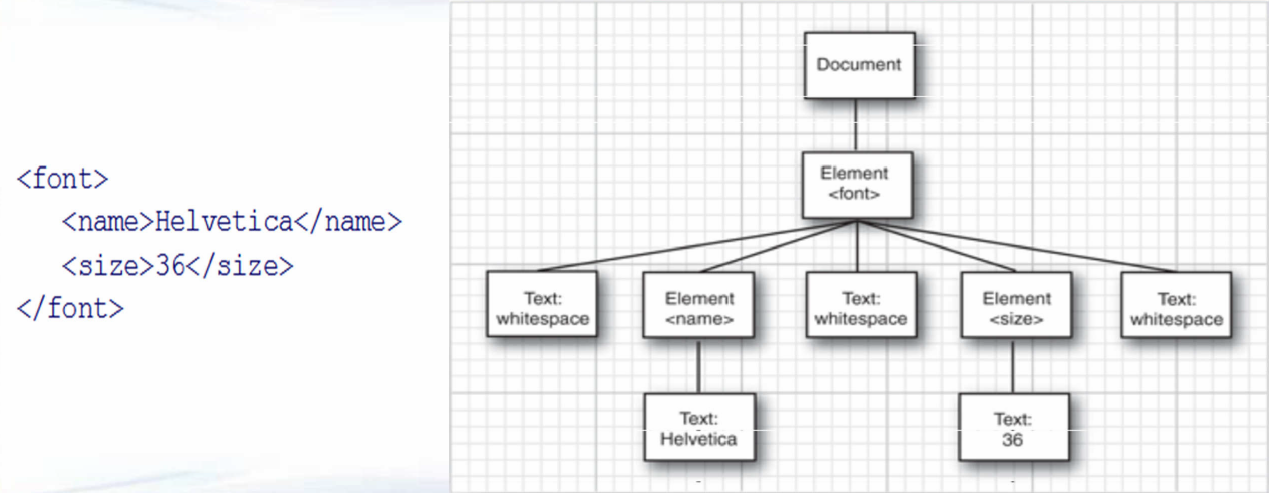 <font>
<name>Helvetica</name>
<size>36</size>
</font>
Document
Element
<font>
Text:
whitespace
Element
<name>
Text:
whitespace
Element
<size>
Text:
whitespace
Text:
Helvetica
Text:
36